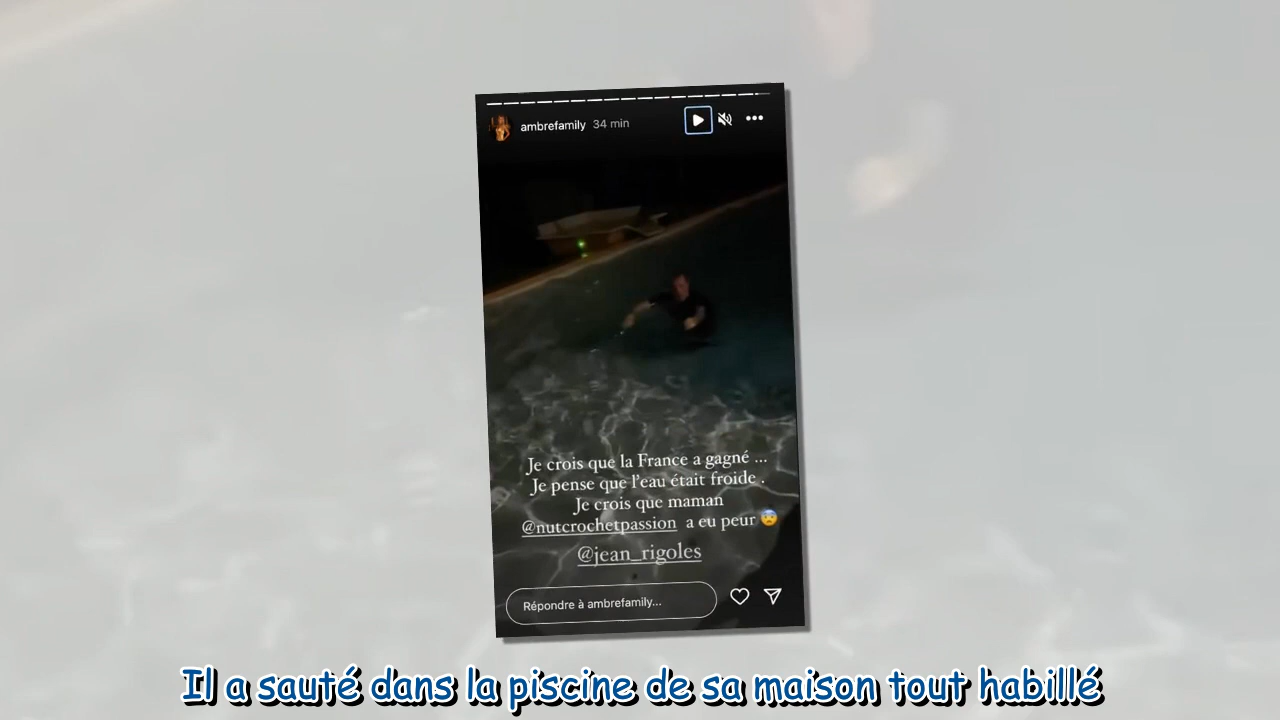 ambrefamily 34 min
Je crois que la France a gagné ...
Je pense que l'eau était froide .
Je crois que maman
@nutcrochetpassion a eu peur 😨
@jean_rigoles
Répondre à ambrefamily...
Il a sauté dans la piscine de sa maison tout habillé